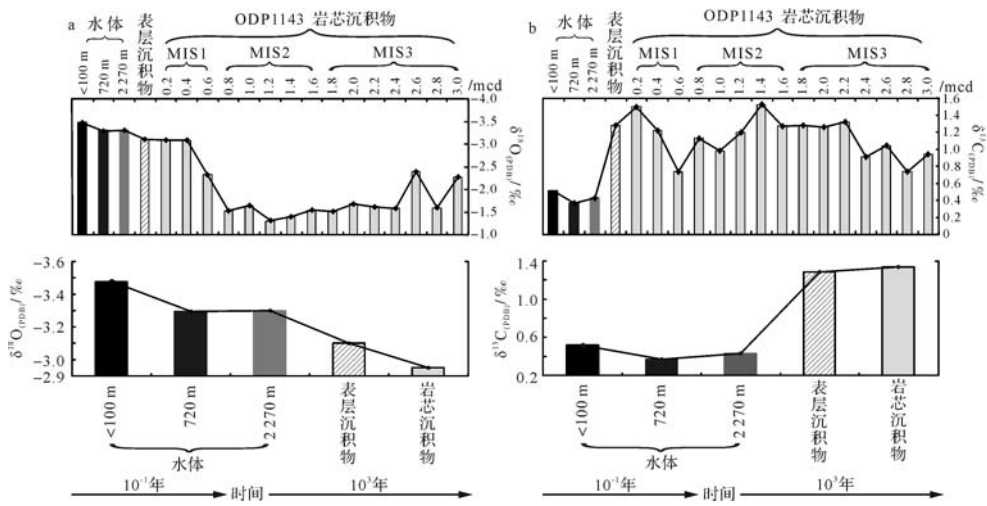 a
ODP1143 岩芯沉积物
水体
表层沉积物
MIS1
MIS2
MIS3
<100 m
720 m
2 270 m
0.2
0.4
0.6
0.8
1.0
1.2
1.4
1.6
1.8
2.0
2.2
2.4
2.6
2.8
3.0
/mcd
−4.0
−3.5
−3.0
−2.5
−2.0
−1.5
−1.0
δ¹⁸O(PDB)/‰
−3.6
−3.4
−3.2
−3.0
−2.9
δ¹⁸O(PDB)/‰
<100 m
720 m
2 270 m
表层沉积物
岩芯沉积物
水体
10⁻¹年
时间
10³年
b
ODP1143 岩芯沉积物
水体
表层沉积物
MIS1
MIS2
MIS3
<100 m
720 m
2 270 m
0.2
0.4
0.6
0.8
1.0
1.2
1.4
1.6
1.8
2.0
2.2
2.4
2.6
2.8
3.0
/mcd
1.6
1.4
1.2
1.0
0.8
0.6
0.4
0.2
0
δ¹³C(PDB)/‰
1.4
1.0
0.6
0.2
δ¹³C(PDB)/‰
<100 m
720 m
2 270 m
表层沉积物
岩芯沉积物
水体
10⁻¹年
时间
10³年